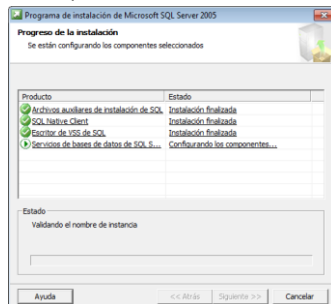 Programa de instalación de Microsoft SQL Server 2005
Progreso de la instalación
Se están configurando los componentes seleccionados
Producto Estado
Archivos auxiliares de instalación de SQL Instalación finalizada
SQL Native Client Instalación finalizada
Escritor de VSS de SQL Instalación finalizada
Servicios de bases de datos de SQL S... Configurando los componentes...
Estado
Validando el nombre de instancia
Ayuda << Atrás Siguiente >> Cancelar